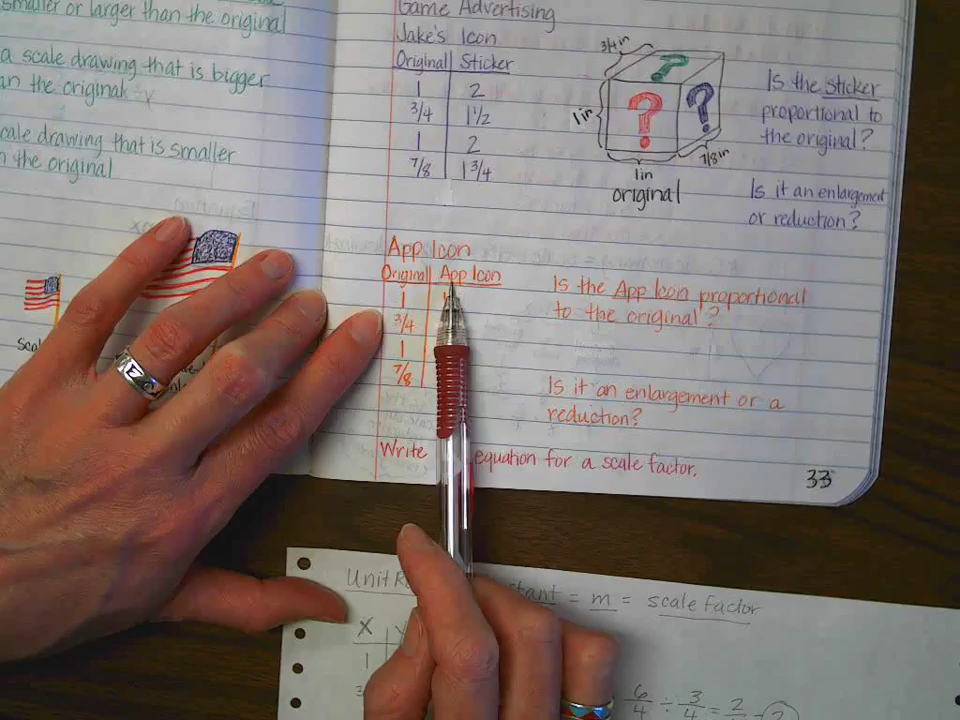 smaller or larger than the original
a scale drawing that is bigger
an the original
cale drawing that is smaller
n the original
Scal
Game Advertising
Jake's Icon
Original Sticker
1 2
3/4 1 1/2
1 2
7/8 1 3/4
3/4 in
1 in
? ? ?
7/8 in
1 in
original
Is the sticker
proportional to
the original?
Is it an enlargement
or reduction?
App Icon
Original App Icon
1
3/4
1
7/8
Is the App Icon proportional
to the original?
Is it an enlargement or a
reduction?
Write equation for a scale factor.
33
Unit R stant = m = scale factor
X Y
1
6/4 ÷ 3/4 = 2/ = 2